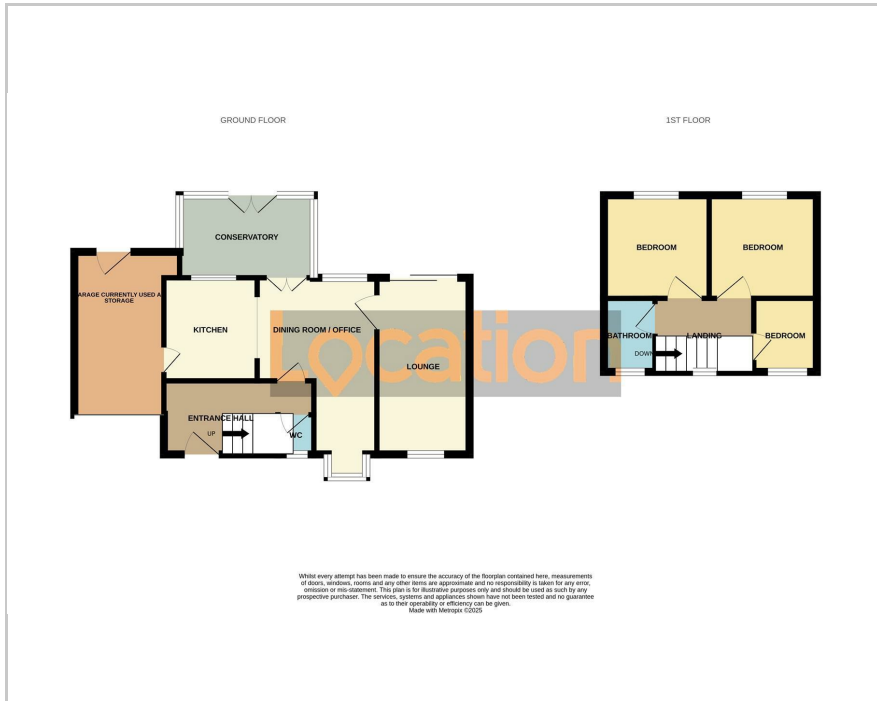 GROUND FLOOR
1ST FLOOR
CONSERVATORY
BEDROOM
BEDROOM
ARAGE CURRENTLY USED A
STORAGE
KITCHEN
DINING ROOM / OFFICE
LOUNGE
BATHROOM
LANDING
BEDROOM
DOWN
ENTRANCE HALL
UP
WC
Location
Whilst every attempt has been made to ensure the accuracy of the floorplan contained here, measurements
of doors, windows, rooms and any other items are approximate and no responsibility is taken for any error,
omission or mis-statement. This plan is for illustrative purposes only and should be used as such by any
prospective purchaser. The services, systems and appliances shown have not been tested and no guarantee
as to their operability or efficiency can be given.
Made with Metropix ©2025